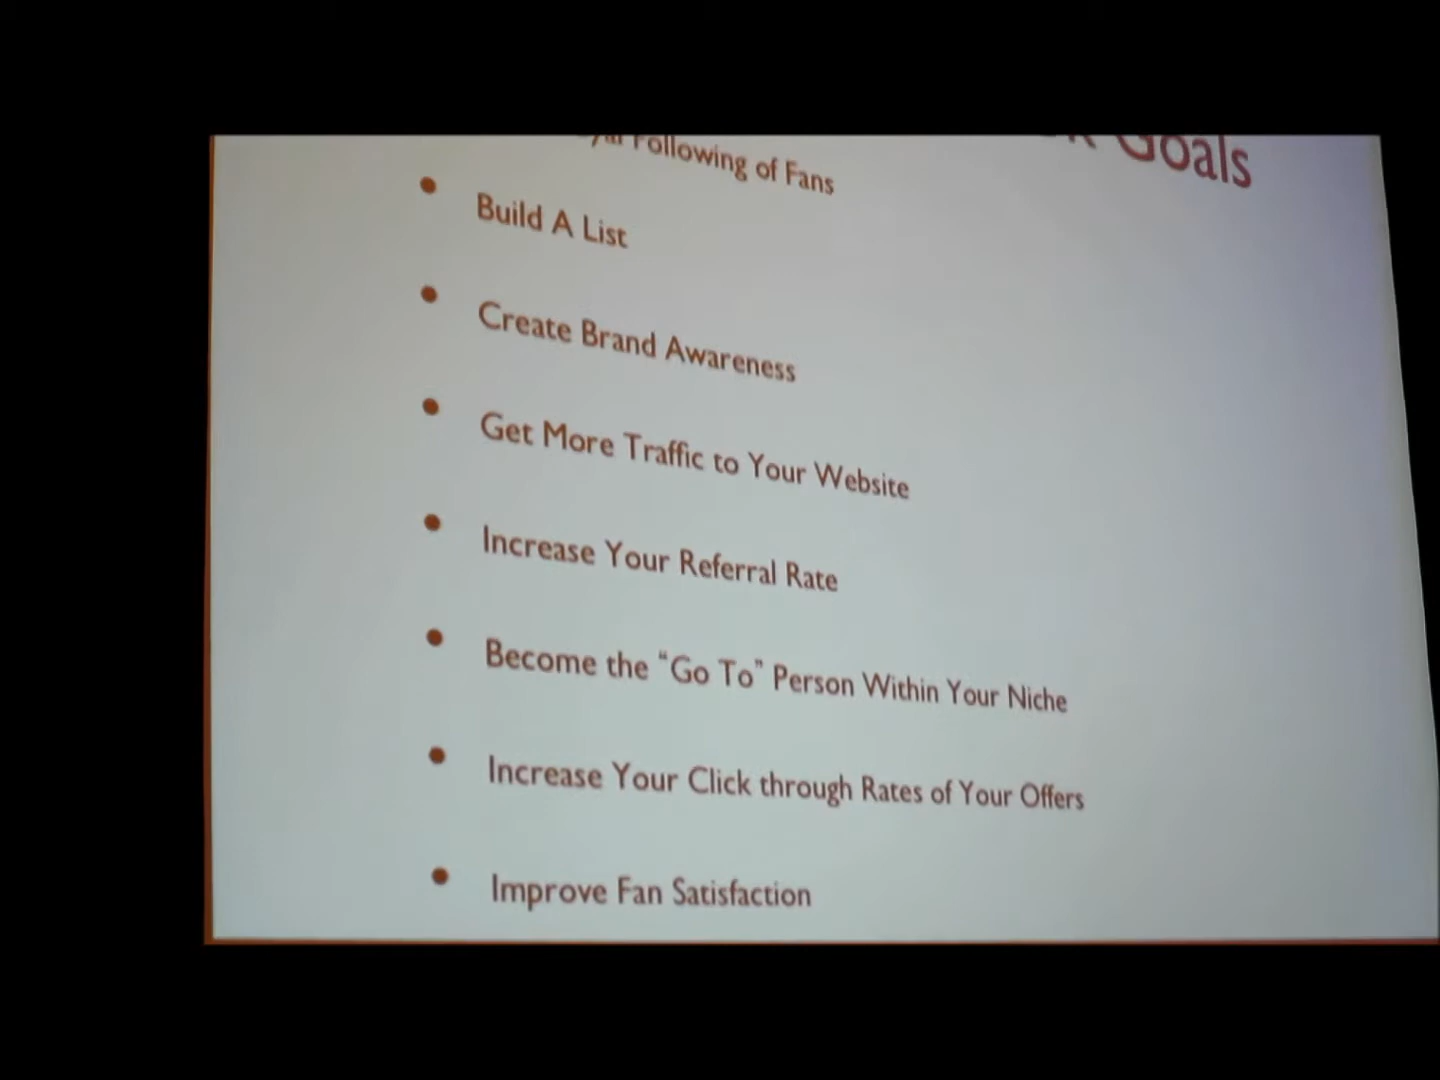 Goals
Following of Fans
Build A List
Create Brand Awareness
Get More Traffic to Your Website
Increase Your Referral Rate
Become the “Go To” Person Within Your Niche
Increase Your Click through Rates of Your Offers
Improve Fan Satisfaction